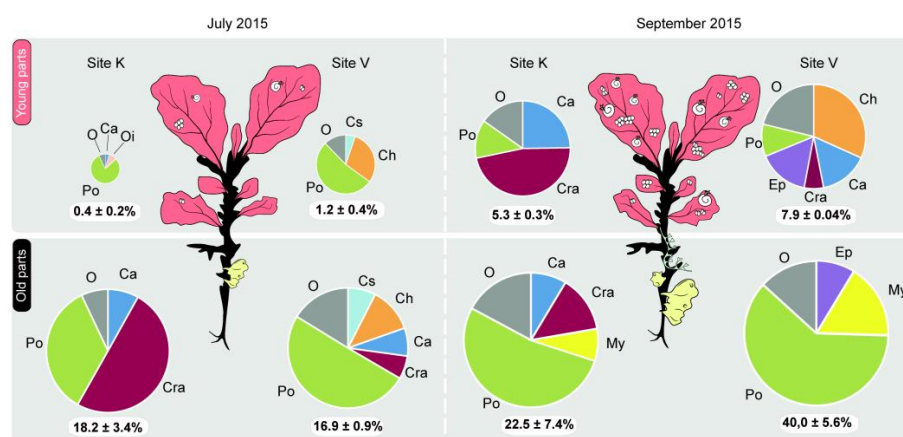 July 2015
September 2015
Young parts
Site K
Site V
Site K
Site V
O
Ca
Oi
Po
0.4 ± 0.2%
O
Cs
Ch
Po
1.2 ± 0.4%
O
Ca
Po
Cra
5.3 ± 0.3%
O
Ch
Po
Ep
Cra
Ca
7.9 ± 0.04%
Old parts
O
Ca
Po
Cra
18.2 ± 3.4%
O
Cs
Ch
Ca
Cra
Po
16.9 ± 0.9%
O
Ca
Cra
My
Po
22.5 ± 7.4%
O
Ep
My
Po
40,0 ± 5.6%